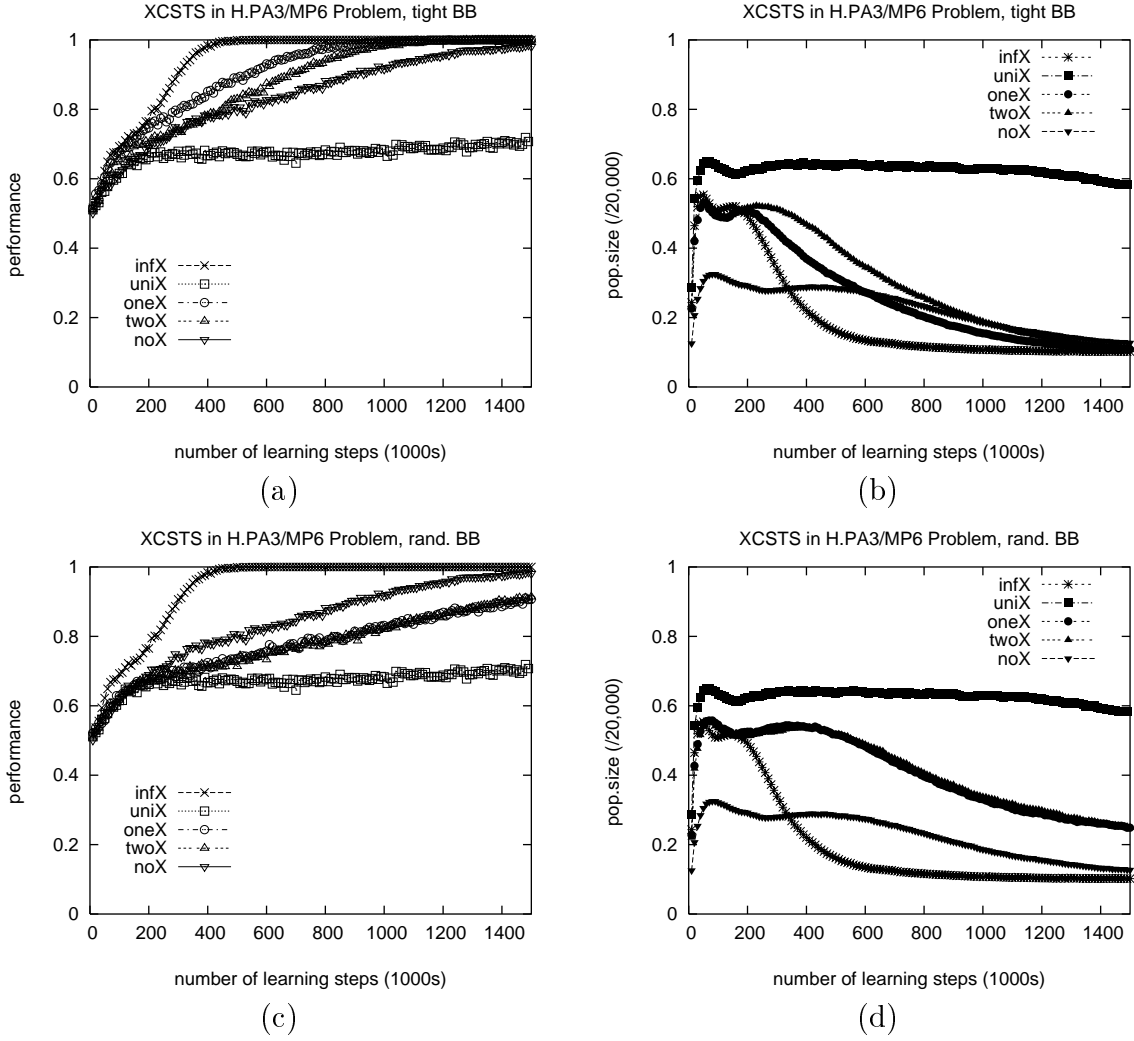 XCSTS in H.PA3/MP6 Problem, tight BB
performance
1
0.8
0.6
0.4
0.2
0
infX
uniX
oneX
twoX
noX
0 200 400 600 800 1000 1200 1400
number of learning steps (1000s)
(a)
XCSTS in H.PA3/MP6 Problem, tight BB
pop.size (/20,000)
1
0.8
0.6
0.4
0.2
0
infX
uniX
oneX
twoX
noX
0 200 400 600 800 1000 1200 1400
number of learning steps (1000s)
(b)
XCSTS in H.PA3/MP6 Problem, rand. BB
performance
1
0.8
0.6
0.4
0.2
0
infX
uniX
oneX
twoX
noX
0 200 400 600 800 1000 1200 1400
number of learning steps (1000s)
(c)
XCSTS in H.PA3/MP6 Problem, rand. BB
pop.size (/20,000)
1
0.8
0.6
0.4
0.2
0
infX
uniX
oneX
twoX
noX
0 200 400 600 800 1000 1200 1400
number of learning steps (1000s)
(d)